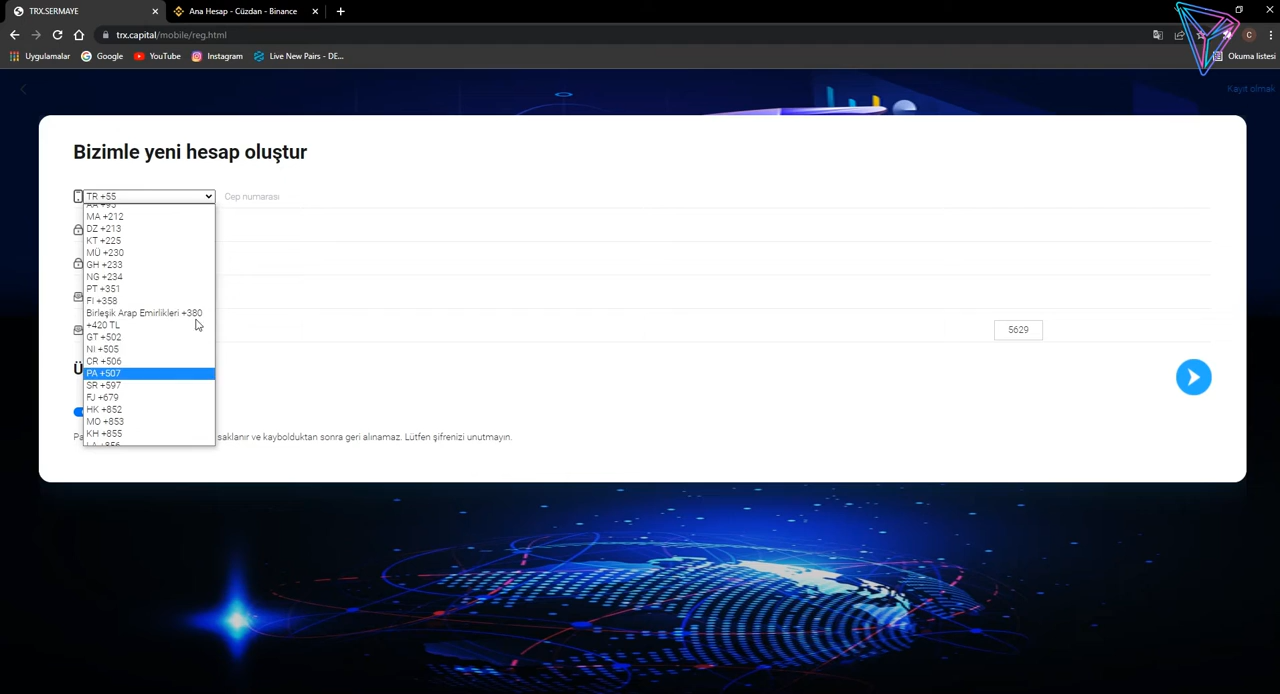 TRX.SERMAYE
Ana Hesap - Cüzdan - Binance
trx.capital/mobile/reg.html
C
Uygulamalar
Google
YouTube
Instagram
Live New Pairs - DE...
Okuma listesi
Kayıt olmak
Bizimle yeni hesap oluştur
TR +55
Cep numarası
MA +212
DZ +213
KT +225
MÜ +230
GH +233
NG +234
PT +351
FI +358
Birleşik Arap Emirlikleri +380
+420 TL
GT +502
5629
NI +505
CR +506
Ü
PA +507
SR +597
FJ +679
HK +852
MO +853
KH +855
Pa
saklanır ve kaybolduktan sonra geri alınamaz. Lütfen şifrenizi unutmayın.